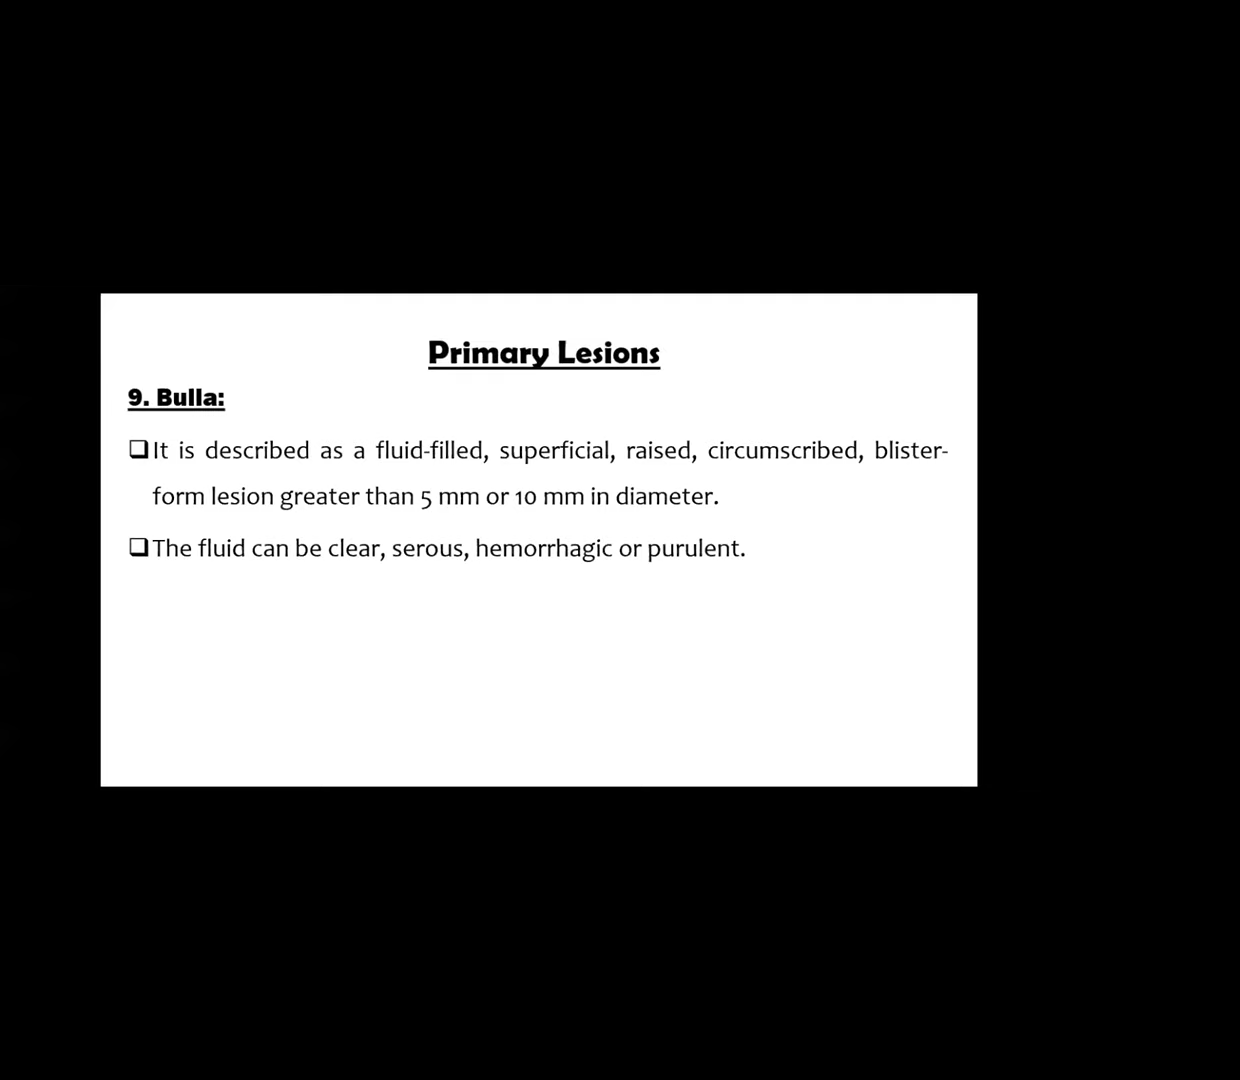 Primary Lesions
9. Bulla:
❑It is described as a fluid-filled, superficial, raised, circumscribed, blister-
form lesion greater than 5 mm or 10 mm in diameter.
❑The fluid can be clear, serous, hemorrhagic or purulent.